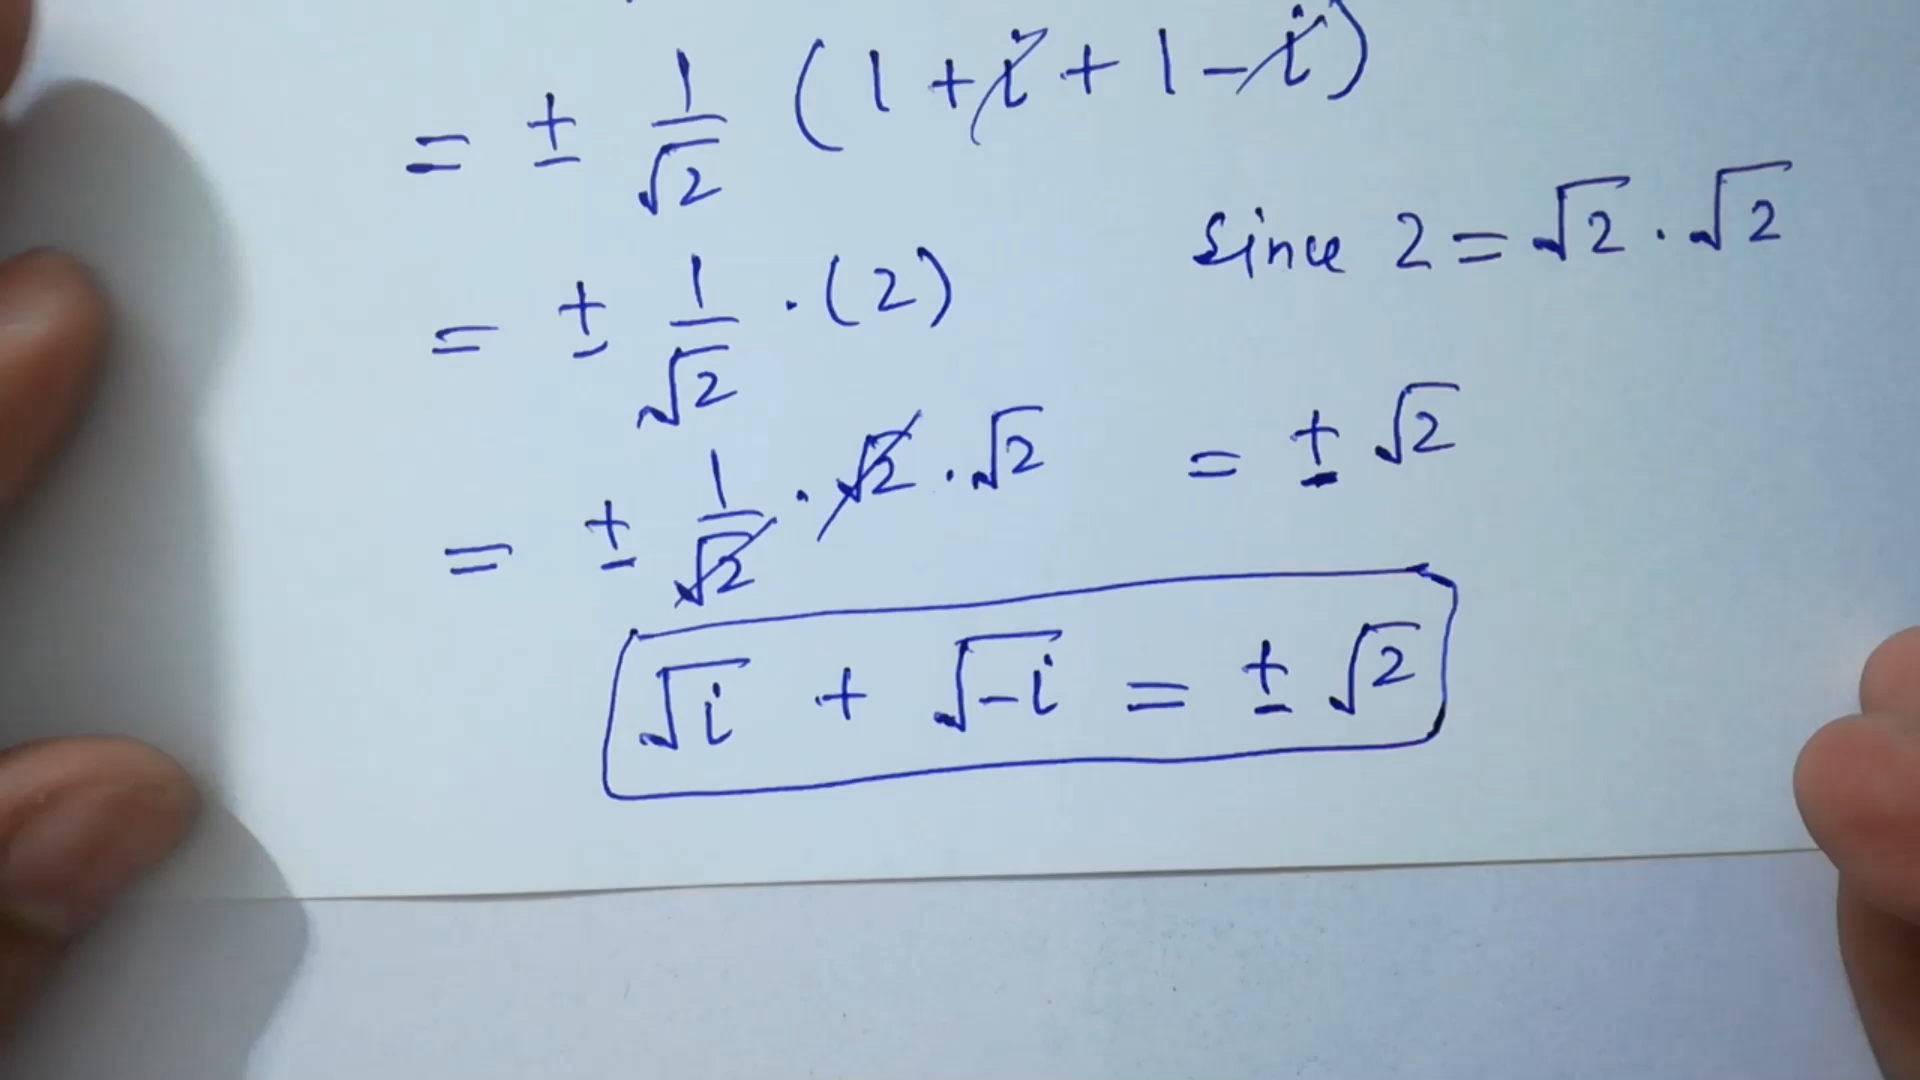 = ± 1/√2 (1 + i + 1 - i)
= ± 1/√2 · (2)
Since 2 = √2 · √2
= ± 1/√2 · √2 · √2 = ± √2
√i + √-i = ± √2